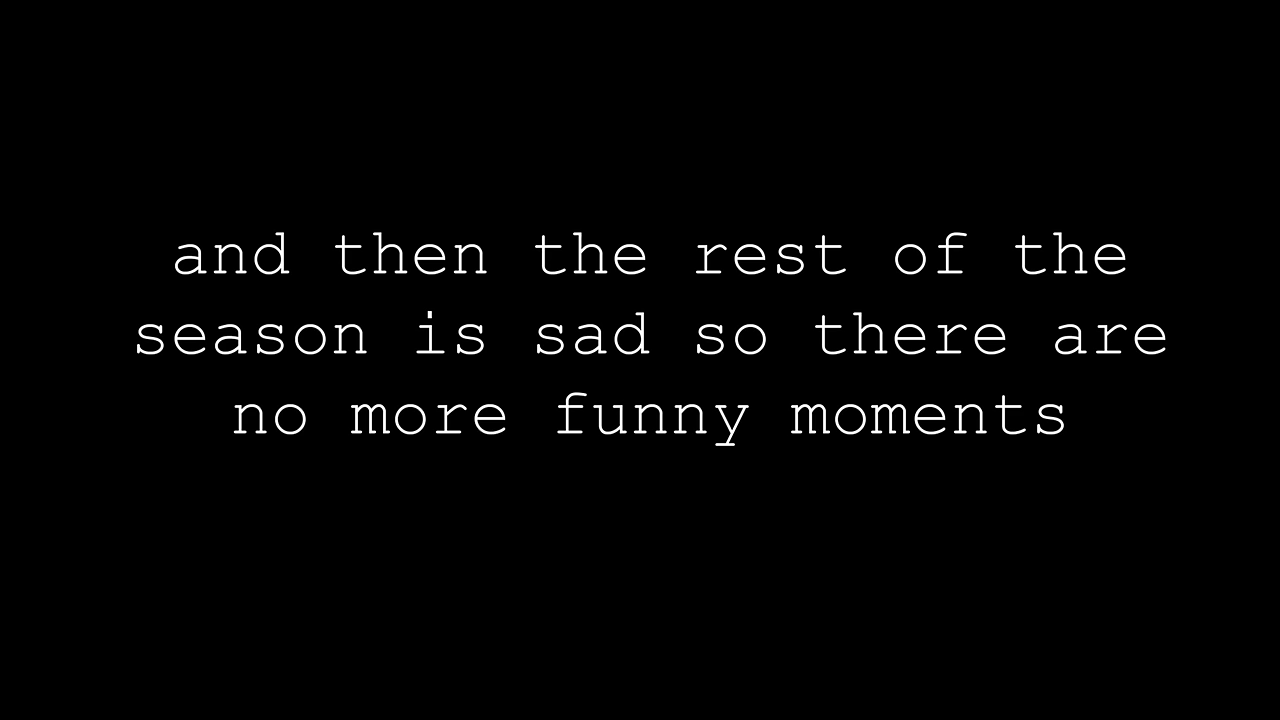 and then the rest of the
season is sad so there are
no more funny moments